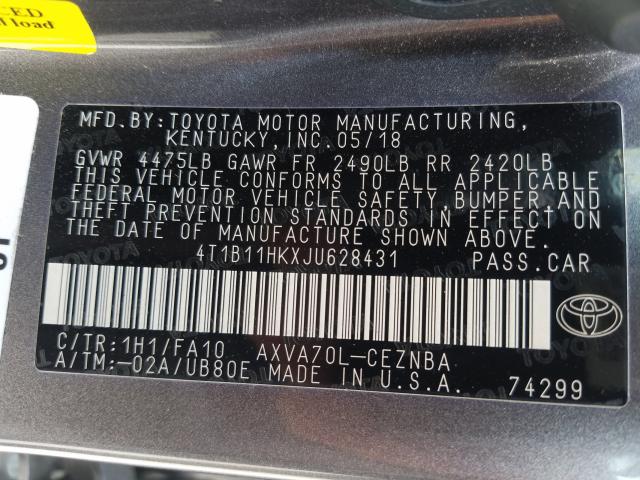 CED
load
MFD.BY:TOYOTA MOTOR MANUFACTURING,
KENTUCKY,INC.05/18
GVWR 4475LB GAWR FR 2490LB RR 2420LB
THIS VEHICLE CONFORMS TO ALL APPLICABLE
FEDERAL MOTOR VEHICLE SAFETY,BUMPER AND
THEFT PREVENTION STANDARDS IN EFFECT ON
THE DATE OF MANUFACTURE SHOWN ABOVE.
4T1B11HKXJU628431 PASS.CAR
C/TR:1H1/FA10 AXVA70L-CEZNBA
A/TM:-02A/UB80E MADE IN U.S.A. 74299